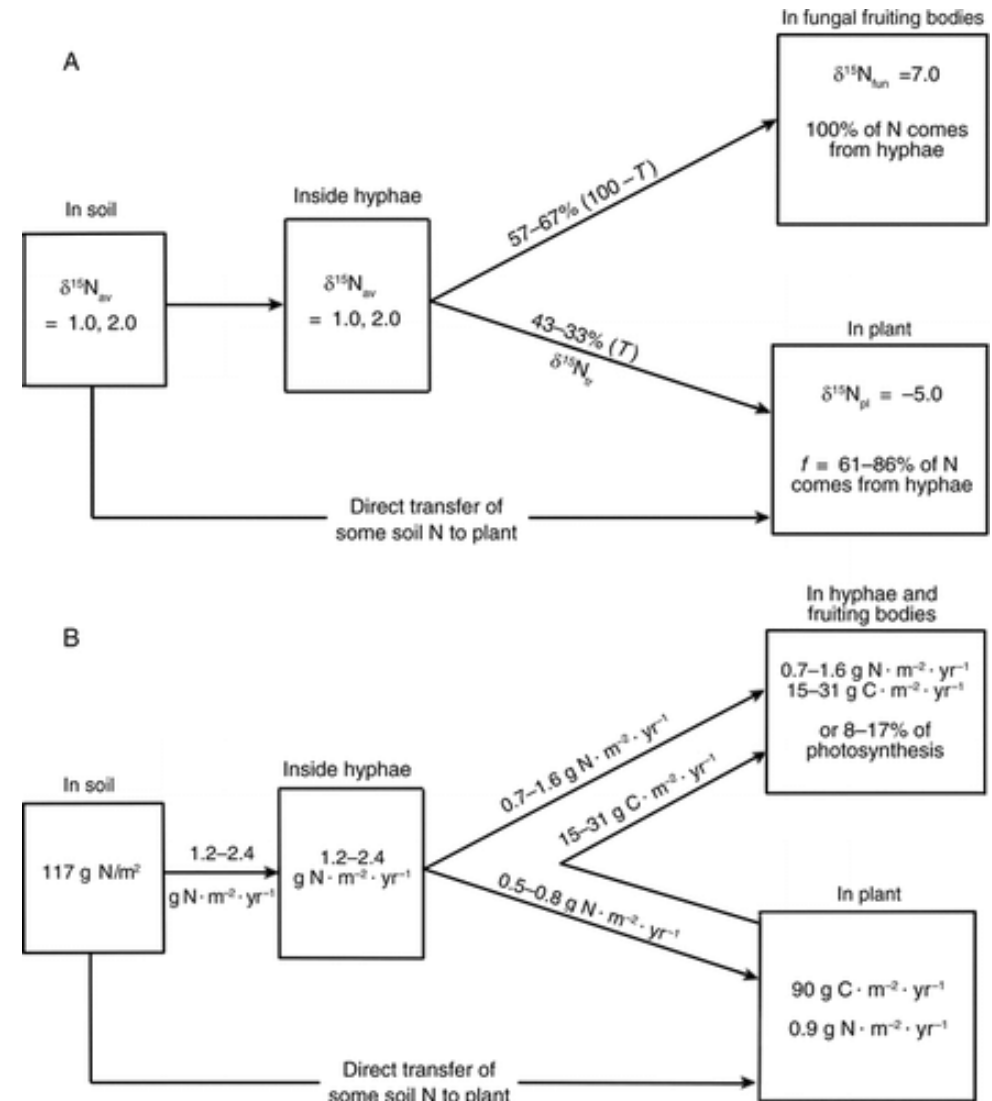 A
In fungal fruiting bodies
δ¹⁵N_fun =7.0
100% of N comes
from hyphae
57–67% (100 –T)
Inside hyphae
In soil
δ¹⁵N_av
= 1.0, 2.0
δ¹⁵N_av
= 1.0, 2.0
43–33% (T)
δ¹⁵N_tr
In plant
δ¹⁵N_pl = –5.0
f = 61–86% of N
comes from hyphae
Direct transfer of
some soil N to plant
B
In hyphae and
fruiting bodies
0.7–1.6 g N · m⁻² · yr⁻¹
15–31 g C · m⁻² · yr⁻¹
or 8–17% of
photosynthesis
0.7–1.6 g N · m⁻² · yr⁻¹
15–31 g C · m⁻² · yr⁻¹
Inside hyphae
In soil
117 g N/m²
1.2–2.4
g N · m⁻² · yr⁻¹
1.2–2.4
g N · m⁻² · yr⁻¹
0.5–0.8 g N · m⁻² · yr⁻¹
In plant
90 g C · m⁻² · yr⁻¹
0.9 g N · m⁻² · yr⁻¹
Direct transfer of
some soil N to plant